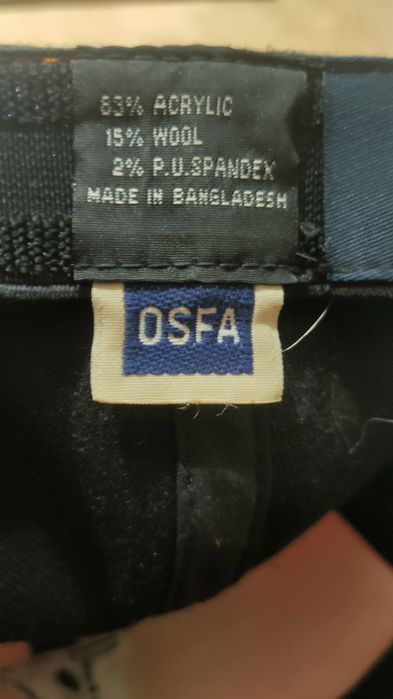 83% ACRYLIC
15% WOOL
2% P.U.SPANDEX
MADE IN BANGLADESH
OSFA